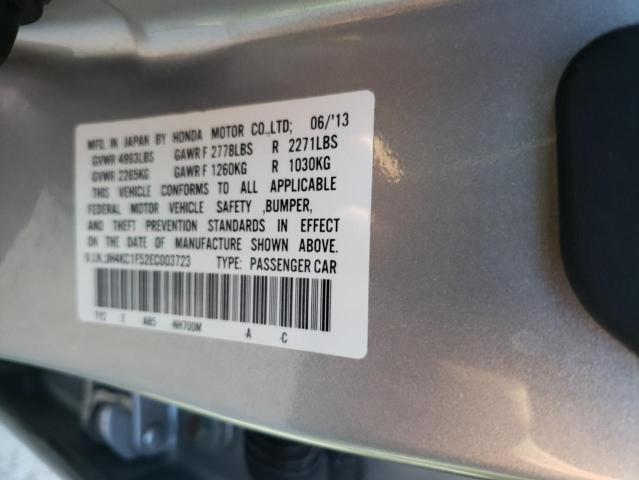 MFD. IN JAPAN BY HONDA MOTOR CO.,LTD; 06/'13
GVWR 4993LBS GAWR F 2778LBS R 2271LBS
GVWR 2265KG GAWR F 1260KG R 1030KG
THIS VEHICLE CONFORMS TO ALL APPLICABLE
FEDERAL MOTOR VEHICLE SAFETY ,BUMPER,
AND THEFT PREVENTION STANDARDS IN EFFECT
ON THE DATE OF MANUFACTURE SHOWN ABOVE.
V.I.N.:JH4KC1F52EC003723 TYPE: PASSENGER CAR
TY2 -E AB5 -NH700M -A -C